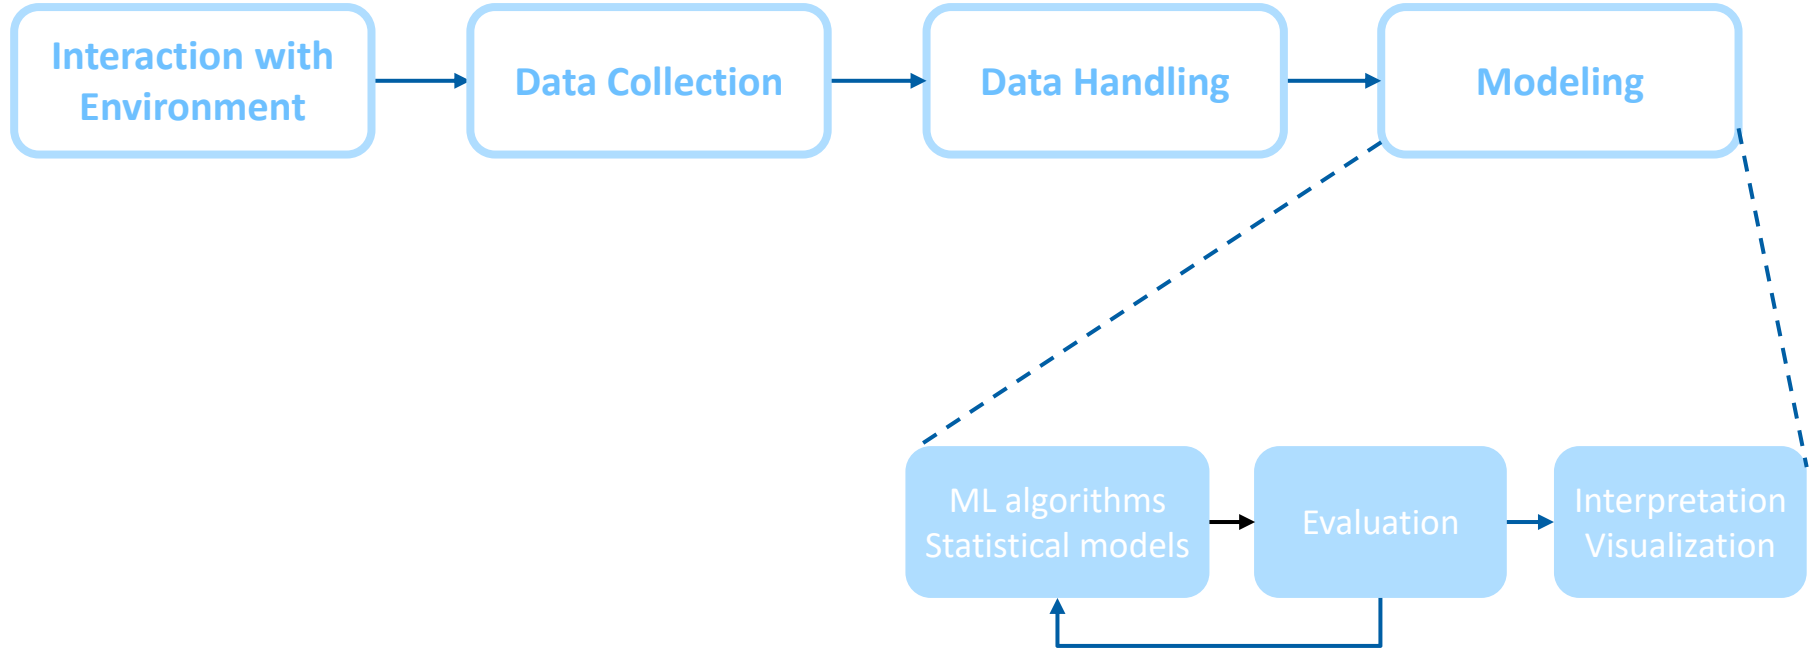 Interaction with
Environment
Data Collection
Data Handling
Modeling
ML algorithms
Statistical models
Evaluation
Interpretation
Visualization